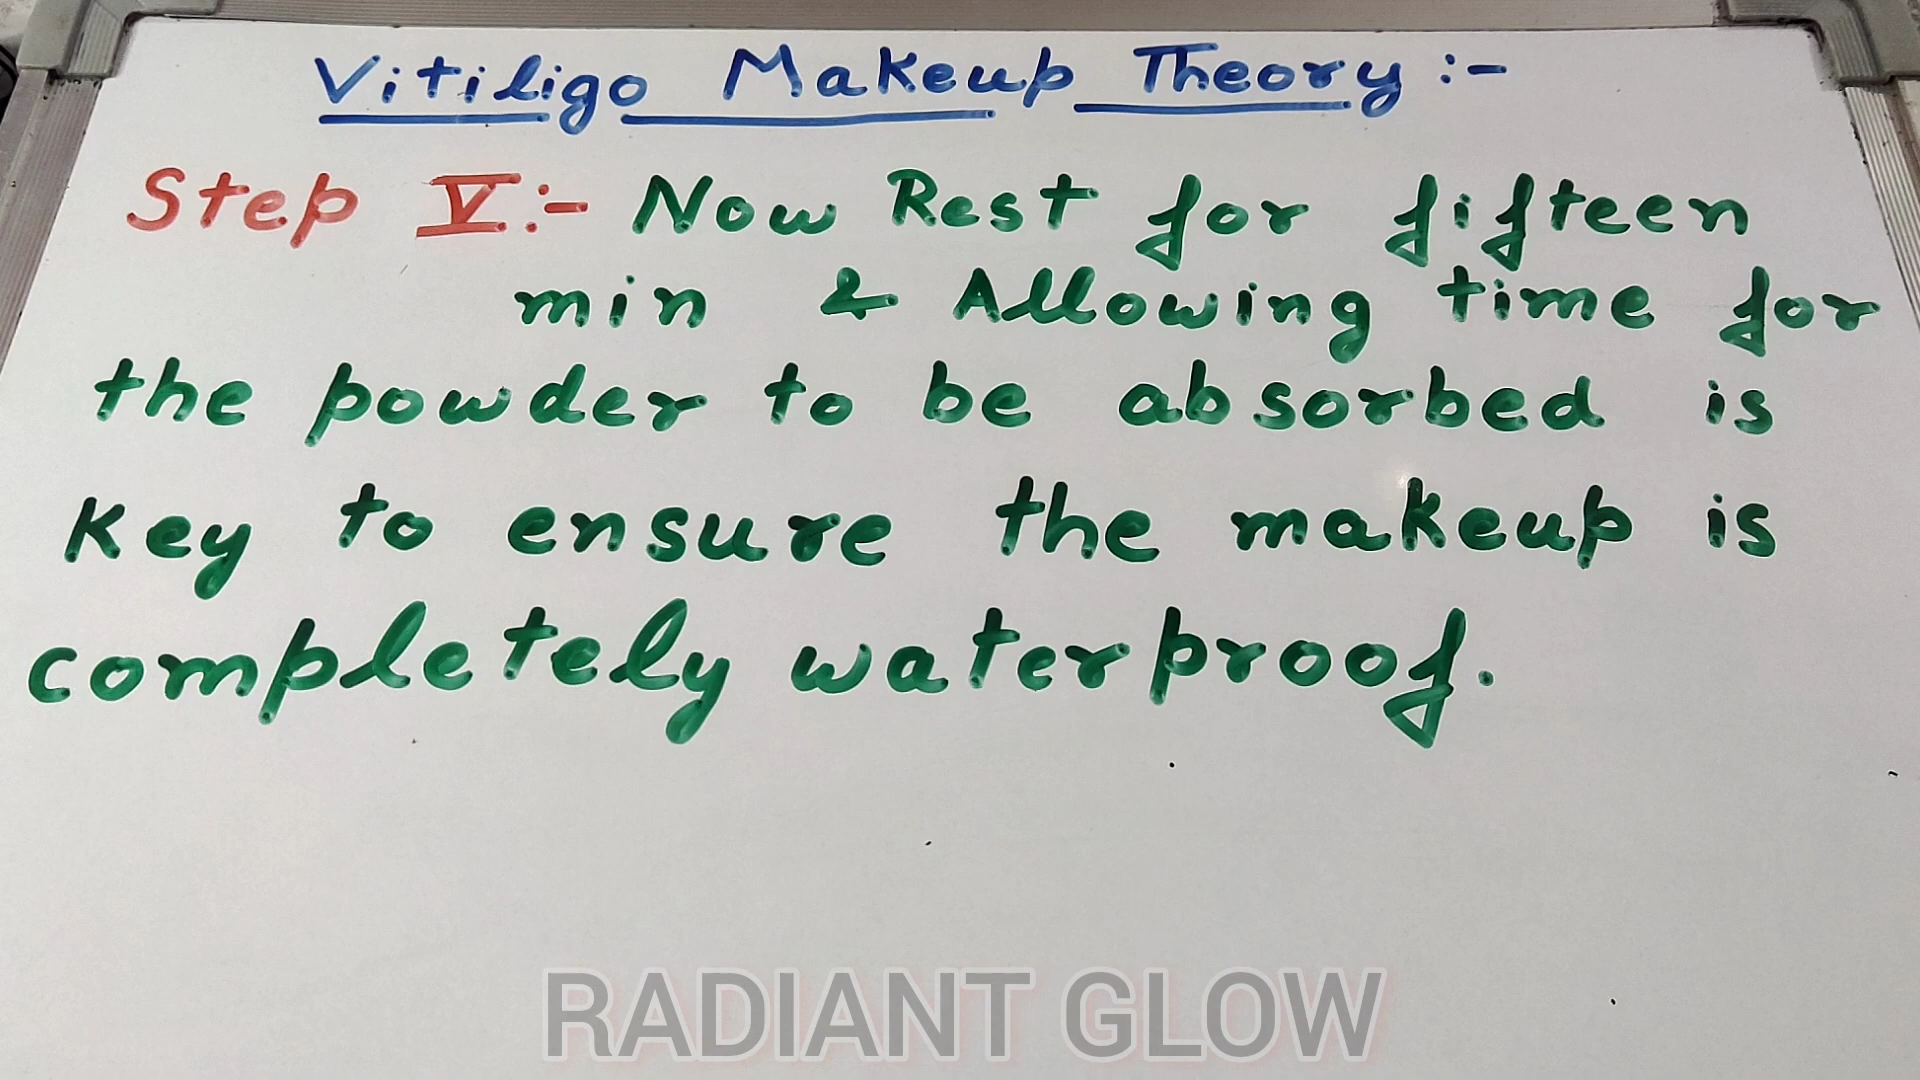 Vitiligo Makeup Theory:-
Step V:- Now Rest for fifteen
min & Allowing time for
the powder to be absorbed is
Key to ensure the makeup is
completely waterproof.
RADIANT GLOW